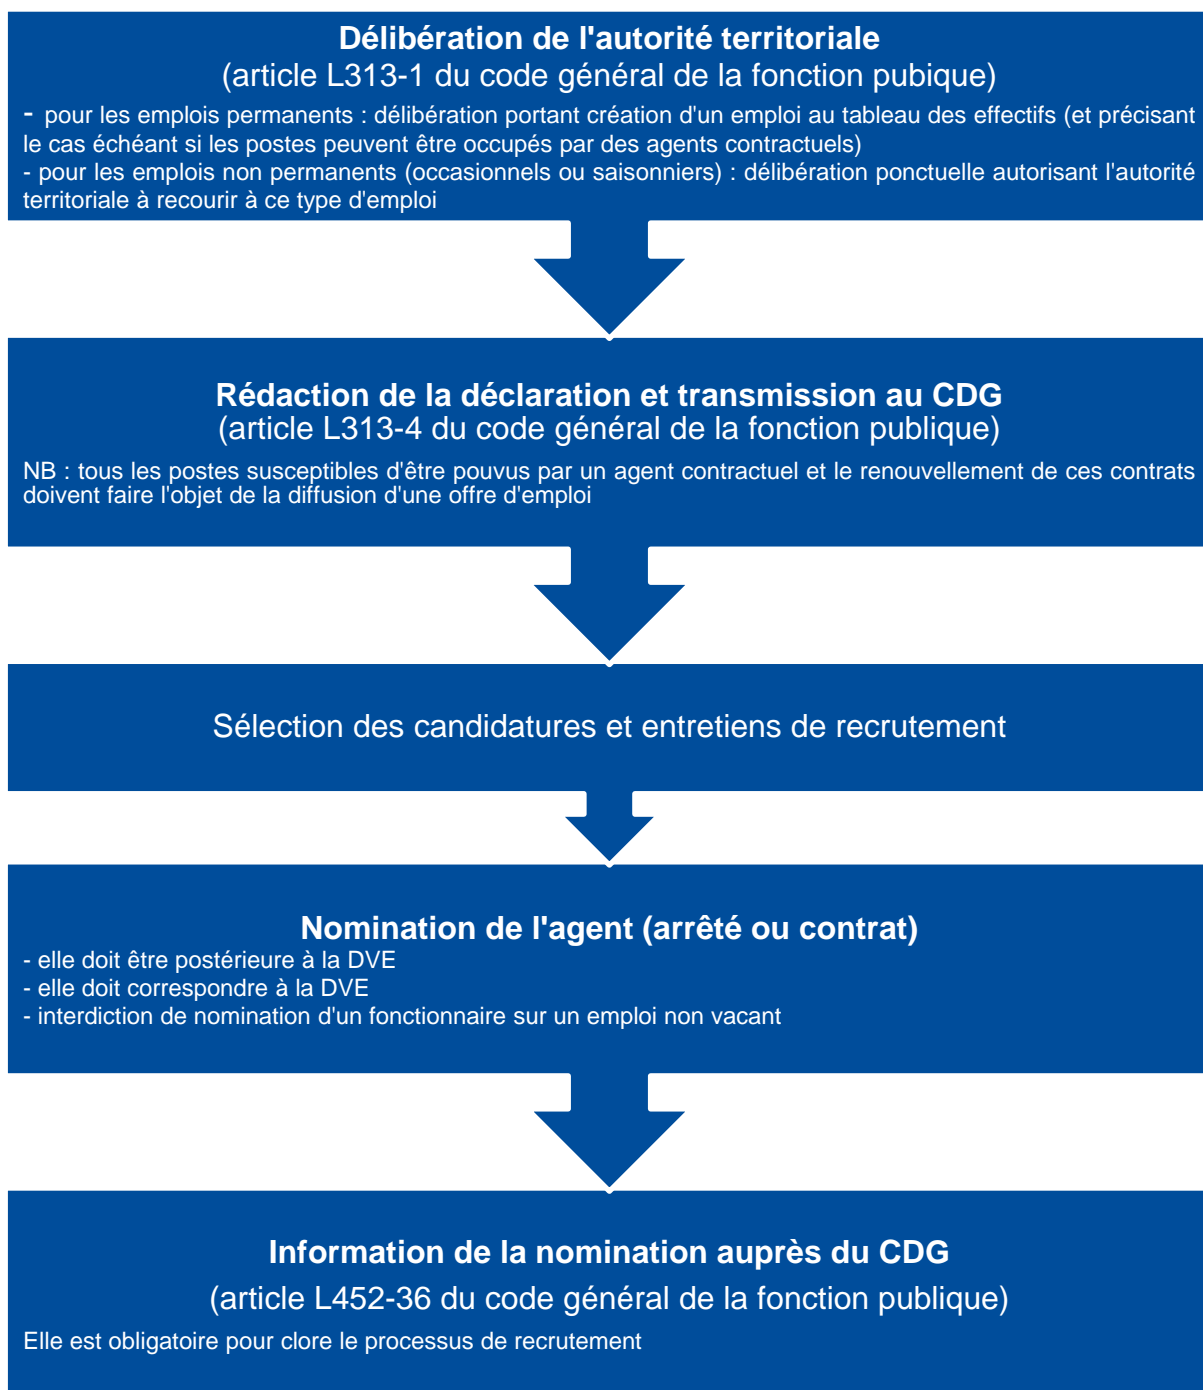 Délibération de l'autorité territoriale
(article L313-1 du code général de la fonction pubique)
- pour les emplois permanents : délibération portant création d'un emploi au tableau des effectifs (et précisant
le cas échéant si les postes peuvent être occupés par des agents contractuels)
- pour les emplois non permanents (occasionnels ou saisonniers) : délibération ponctuelle autorisant l'autorité
territoriale à recourir à ce type d'emploi
Rédaction de la déclaration et transmission au CDG
(article L313-4 du code général de la fonction publique)
NB : tous les postes susceptibles d'être pouvus par un agent contractuel et le renouvellement de ces contrats
doivent faire l'objet de la diffusion d'une offre d'emploi
Sélection des candidatures et entretiens de recrutement
Nomination de l'agent (arrêté ou contrat)
- elle doit être postérieure à la DVE
- elle doit correspondre à la DVE
- interdiction de nomination d'un fonctionnaire sur un emploi non vacant
Information de la nomination auprès du CDG
(article L452-36 du code général de la fonction publique)
Elle est obligatoire pour clore le processus de recrutement